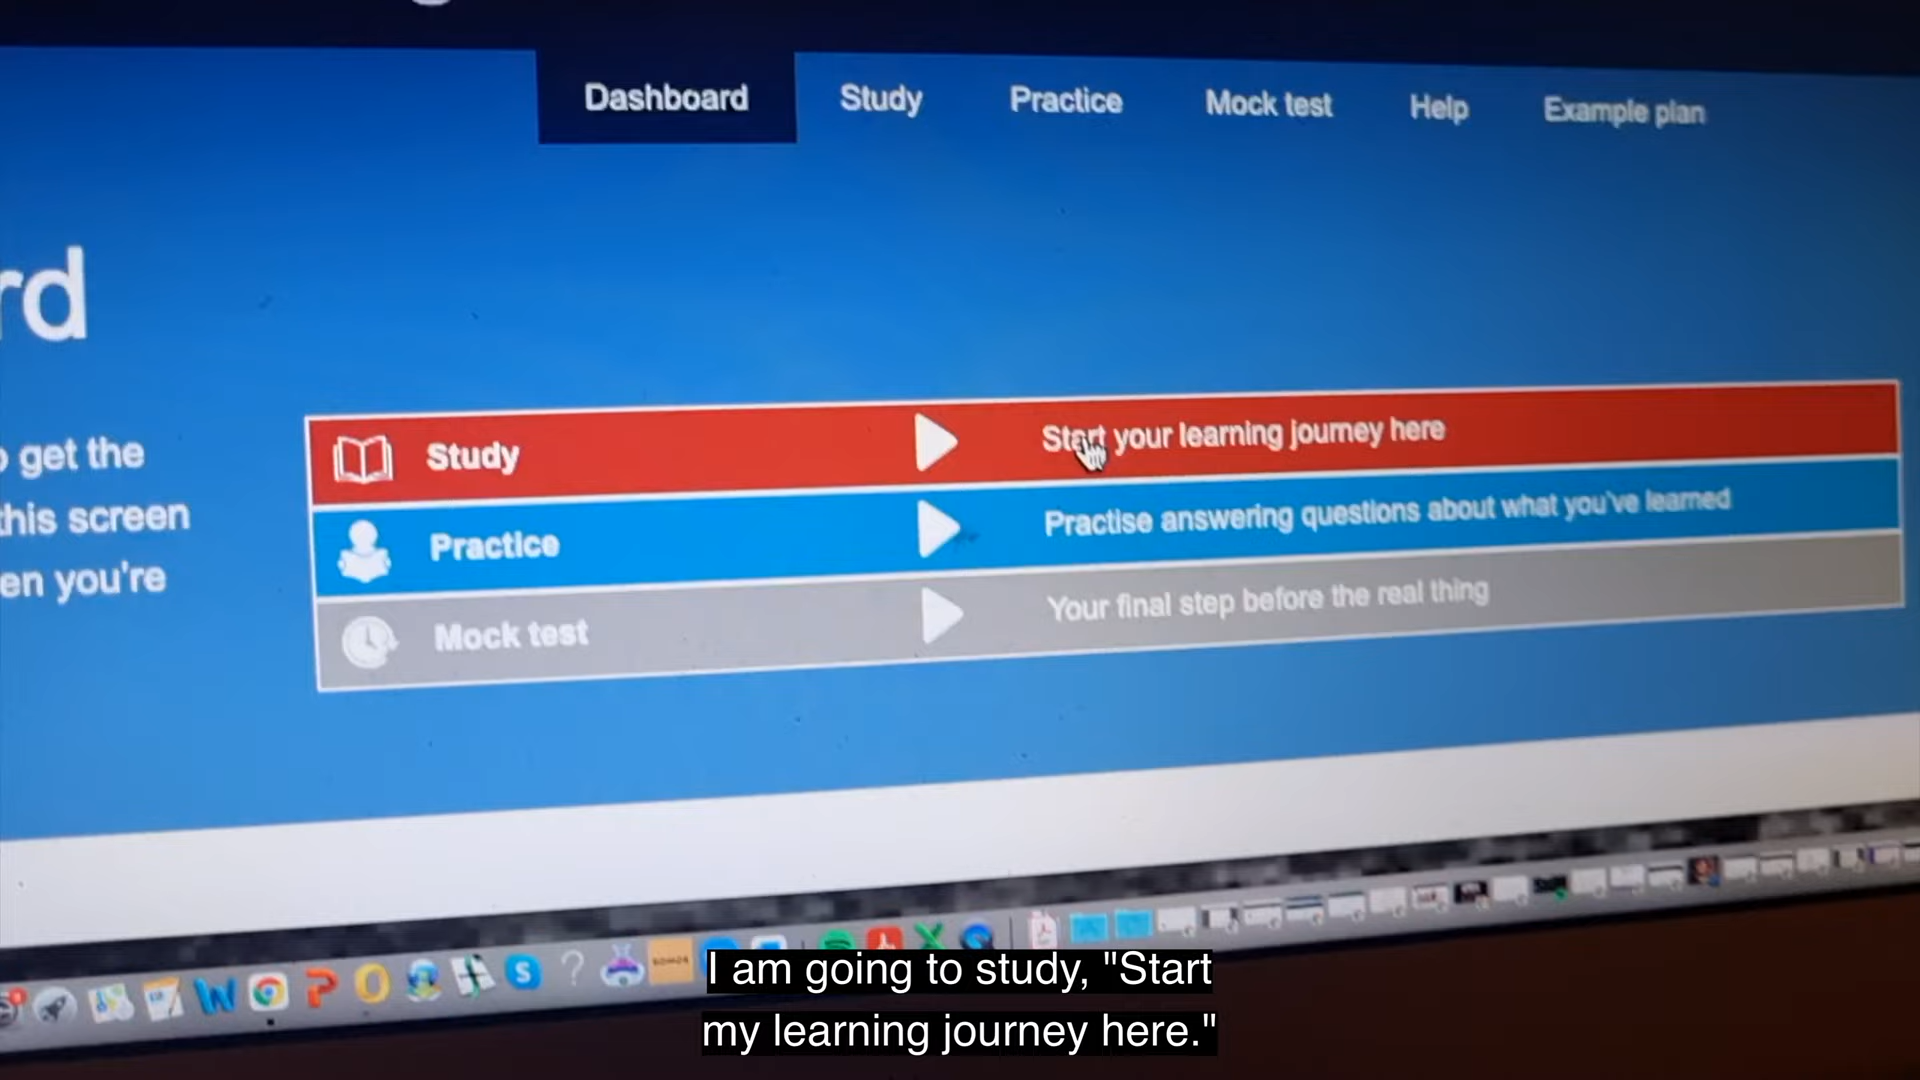 Dashboard Study Practice Mock test Help Example plan
rd
get the
this screen
en you're
Study Start your learning journey here
Practice Practise answering questions about what you've learned
Mock test Your final step before the real thing
SONOS
I am going to study, "Start
my learning journey here."